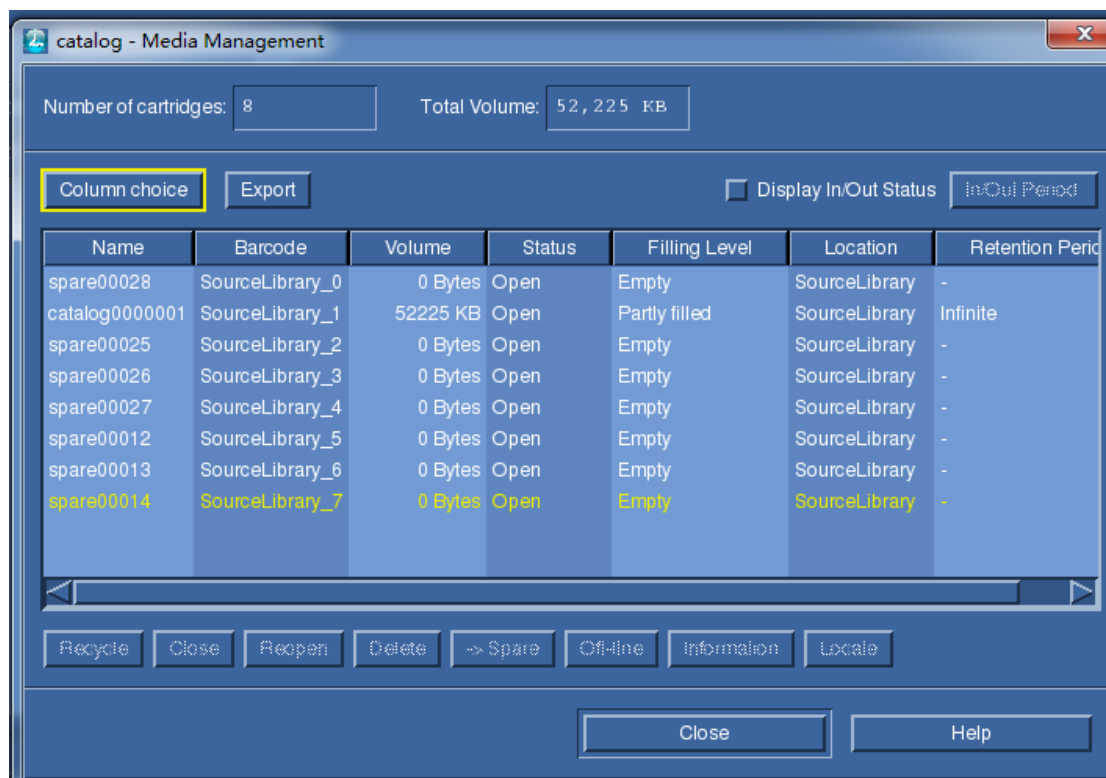 catalog - Media Management
Number of cartridges: 8 Total Volume: 52,225 KB
Column choice Export Display In/Out Status In/Out Period
Name Barcode Volume Status Filling Level Location Retention Peric
spare00028 SourceLibrary_0 0 Bytes Open Empty SourceLibrary -
catalog0000001 SourceLibrary_1 52225 KB Open Partly filled SourceLibrary Infinite
spare00025 SourceLibrary_2 0 Bytes Open Empty SourceLibrary -
spare00026 SourceLibrary_3 0 Bytes Open Empty SourceLibrary -
spare00027 SourceLibrary_4 0 Bytes Open Empty SourceLibrary -
spare00012 SourceLibrary_5 0 Bytes Open Empty SourceLibrary -
spare00013 SourceLibrary_6 0 Bytes Open Empty SourceLibrary -
spare00014 SourceLibrary_7 0 Bytes Open Empty SourceLibrary -
Recycle Close Reopen Delete -> Spare Off-line Information Locate
Close Help